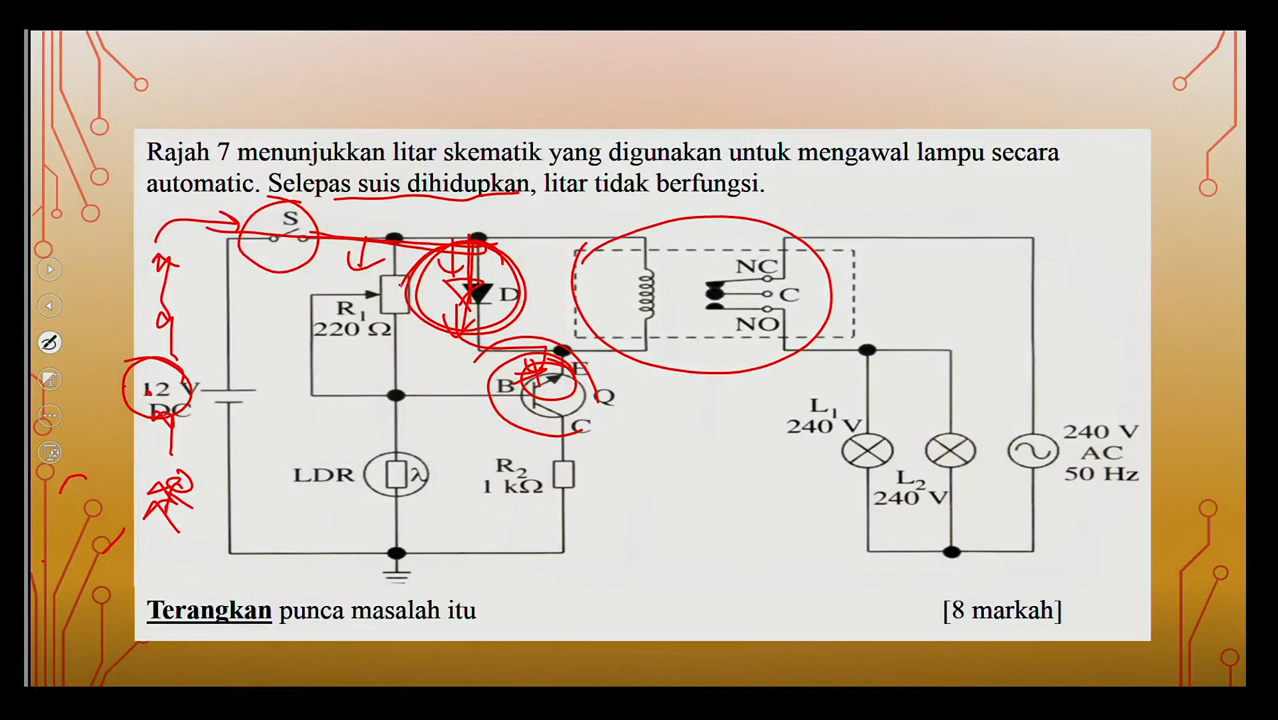 Rajah 7 menunjukkan litar skematik yang digunakan untuk mengawal lampu secara
automatic. Selepas suis dihidupkan, litar tidak berfungsi.
S
NC
D
C
R1
220 Ω
NO
E
12 V
DC
B
Q
C
L1
240 V
240 V
AC
50 Hz
LDR
λ
R2
1 kΩ
L2
240 V
Terangkan punca masalah itu
[8 markah]